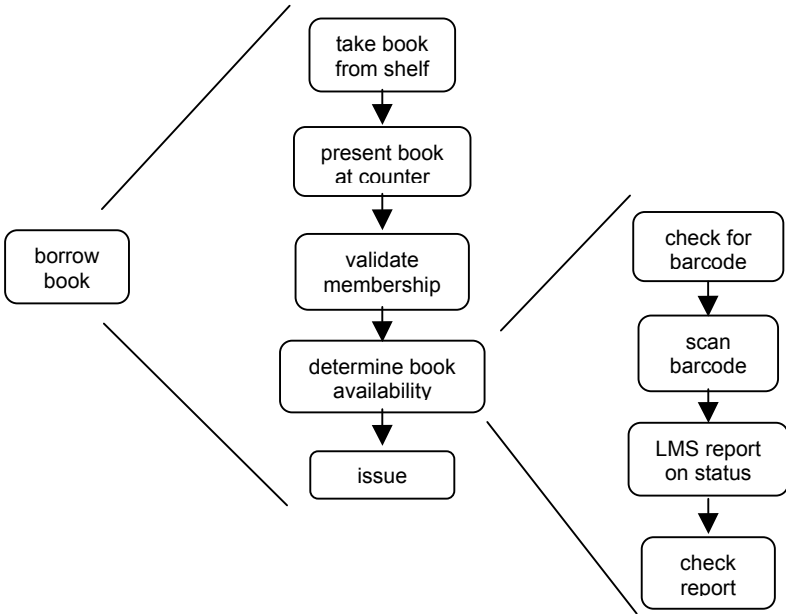 take book
from shelf
present book
at counter
validate
membership
determine book
availability
issue
borrow
book
check for
barcode
scan
barcode
LMS report
on status
check
report